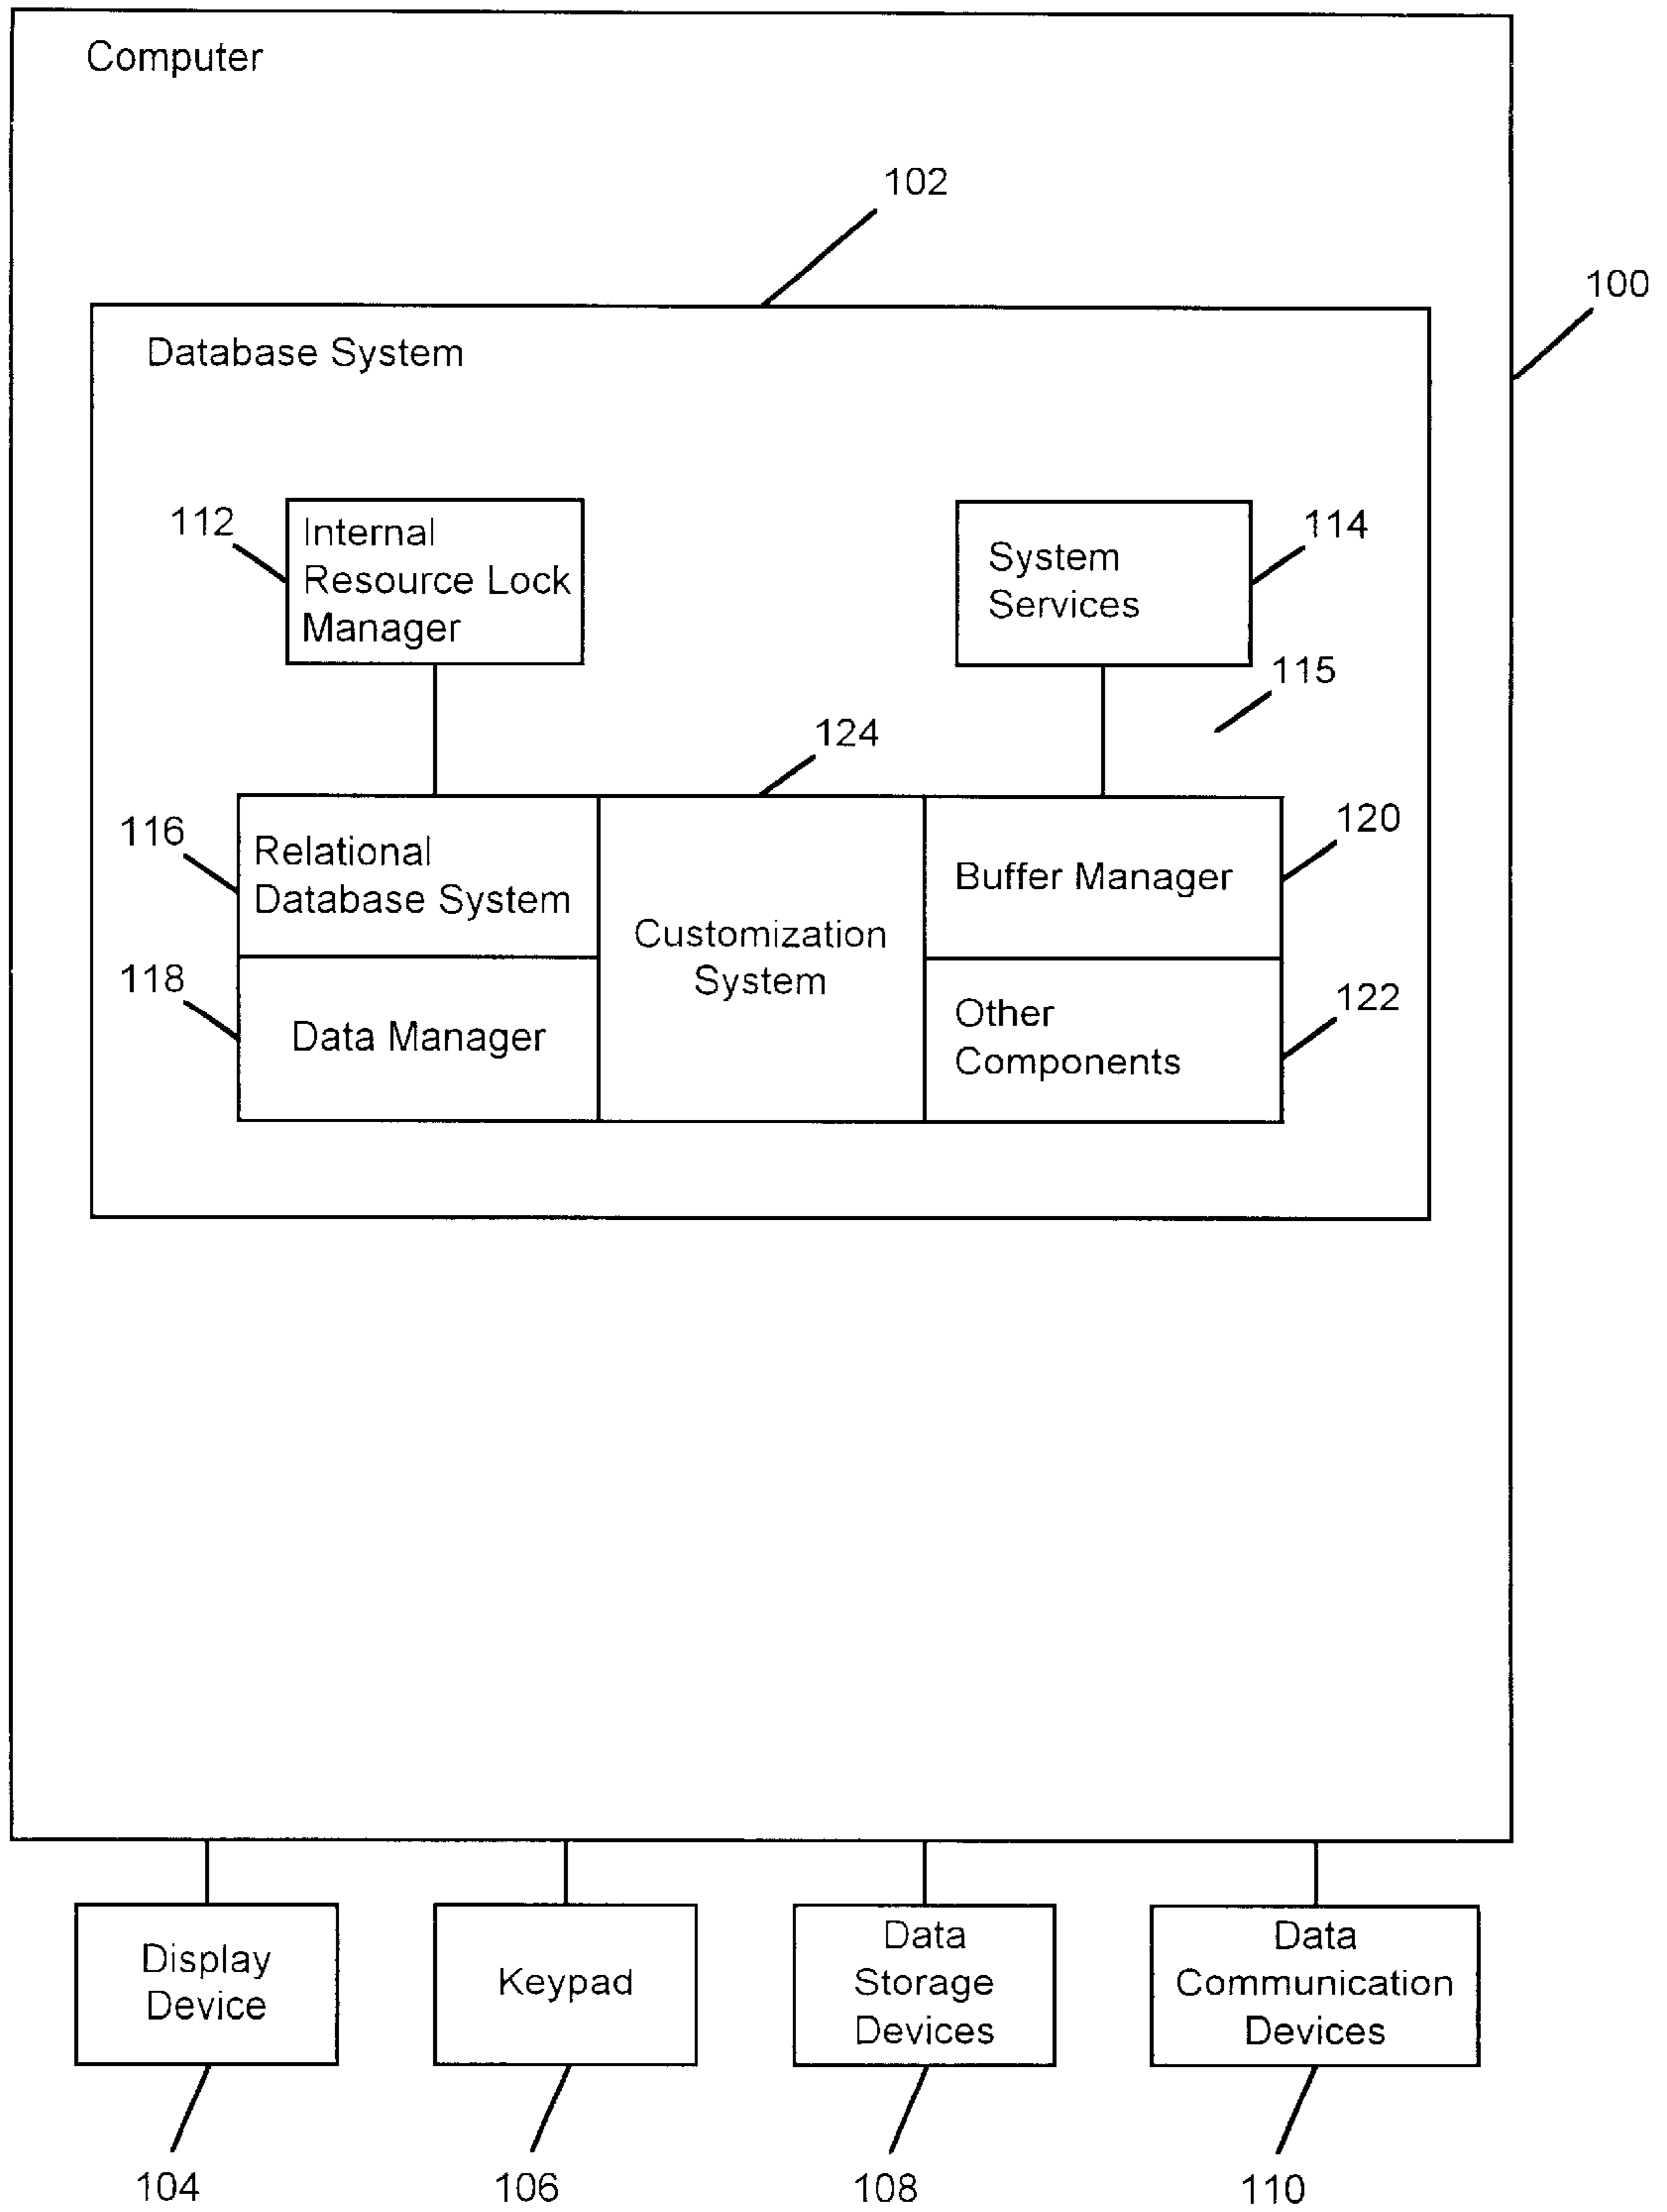 Computer
102
100
Database System
112
Internal
Resource Lock
Manager
System
Services
114
115
124
116
Relational
Database System
118
Data Manager
Customization
System
Buffer Manager
120
Other
Components
122
Display
Device
Keypad
Data
Storage
Devices
Data
Communication
Devices
104
106
108
110